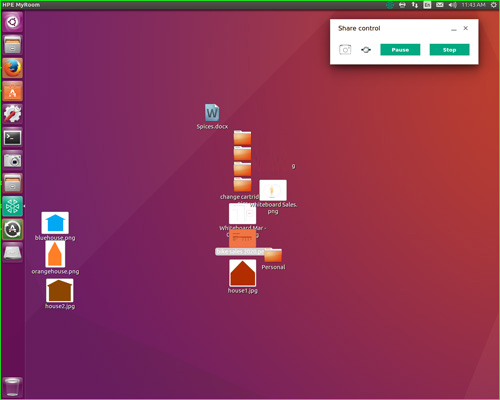 HPE MyRoom
En
11:43 AM
Share control
Pause
Stop
W
Spices.docx
g
change cartrid
Whiteboard Sales.
png
Whiteboard Mar -
bluehouse.png
orangehouse.png
Personal
house1.jpg
house2.jpg